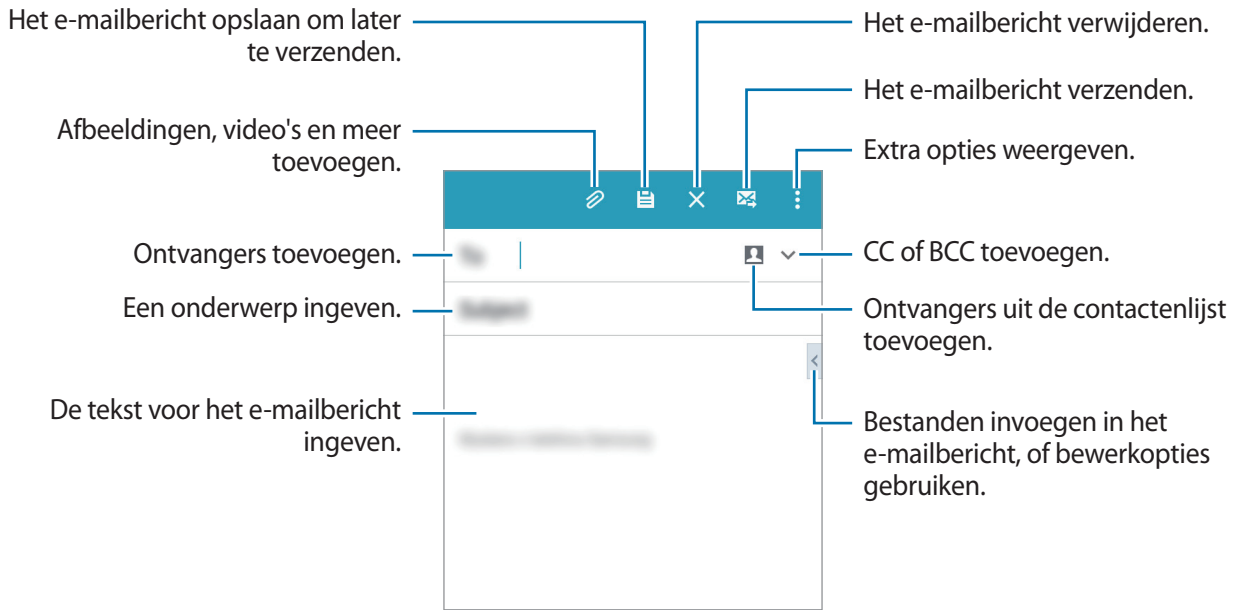 Het e-mailbericht opslaan om later
te verzenden.
Afbeeldingen, video's en meer
toevoegen.
Ontvangers toevoegen.
Een onderwerp ingeven.
De tekst voor het e-mailbericht
ingeven.
Het e-mailbericht verwijderen.
Het e-mailbericht verzenden.
Extra opties weergeven.
CC of BCC toevoegen.
Ontvangers uit de contactenlijst
toevoegen.
Bestanden invoegen in het
e-mailbericht, of bewerkopties
gebruiken.
To
Subject